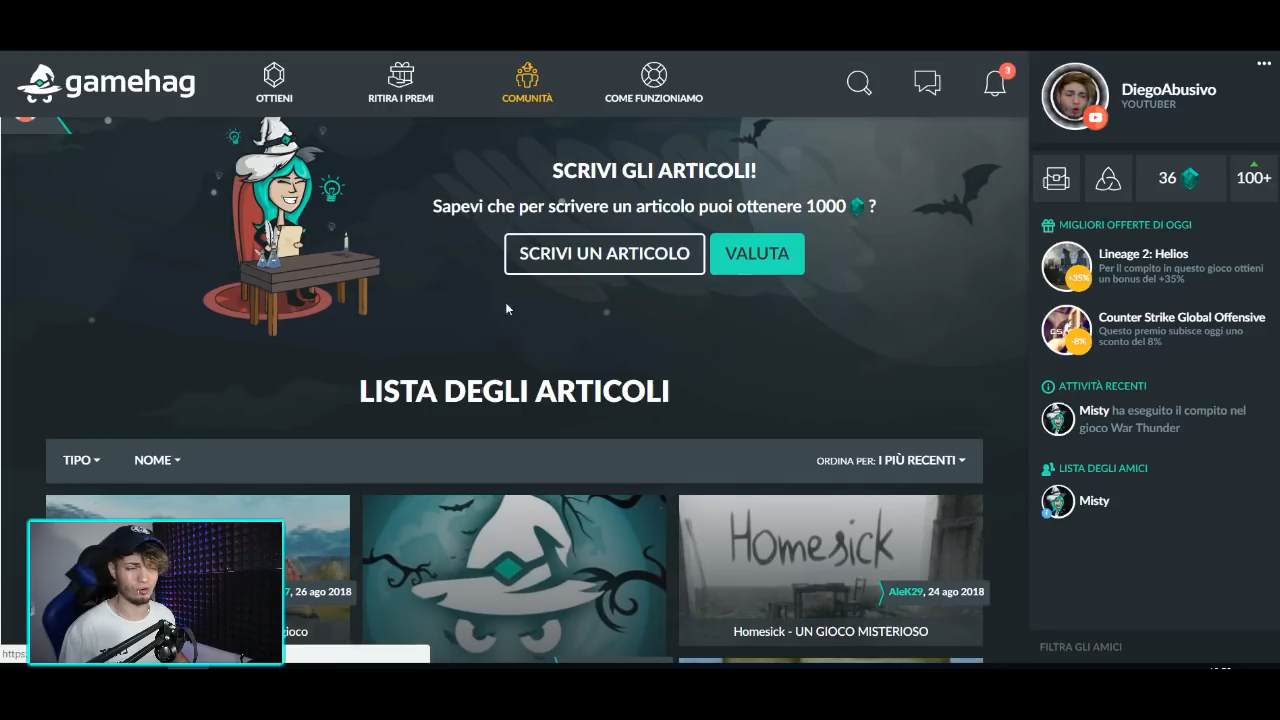 gamehag
OTTIENI
RITIRA I PREMI
COMUNITÀ
COME FUNZIONIAMO
3
DiegoAbusivo
YOUTUBER
36
100+
SCRIVI GLI ARTICOLI!
Sapevi che per scrivere un articolo puoi ottenere 1000 ?
SCRIVI UN ARTICOLO
VALUTA
MIGLIORI OFFERTE DI OGGI
Lineage 2: Helios
Per il compito in questo gioco ottieni
un bonus del +35%
+35%
Counter Strike Global Offensive
Questo premio subisce oggi uno
sconto del 8%
-8%
ATTIVITÀ RECENTI
Misty ha eseguito il compito nel
gioco War Thunder
LISTA DEGLI AMICI
Misty
FILTRA GLI AMICI
LISTA DEGLI ARTICOLI
TIPO
NOME
ORDINA PER: I PIÙ RECENTI
7, 26 ago 2018
Homesick
AleK29, 24 ago 2018
Homesick - UN GIOCO MISTERIOSO
https